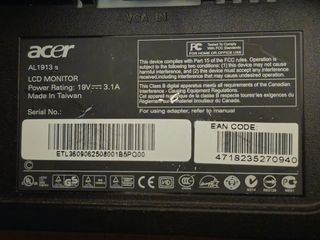 VGA IN
acer
AL1913 s
LCD MONITOR
Power Rating: 19V 3.1A
Made in Taiwan
Serial No.:
ETL3609062508001B5PG00
FC Tested To Comply
With FCC Standards
FOR HOME OR OFFICE USE
This device complies with Part 15 of the FCC rules. Operation is
subject to the following two conditions: (1) this device may not cause
harmful interference, and (2) this device must accept any interference
received, including interference that may cause undesired operation.
This Class B digital apparatus meets all requirements of the Canadian
Interference - Causing Equipment Regulations.
Cet appareil numérique de la classe B respecte toutes les exigences du
Règlement sur le matériel brouilleur du Canada.
For using adapter, refer to manual
EAN CODE:
4718235270940